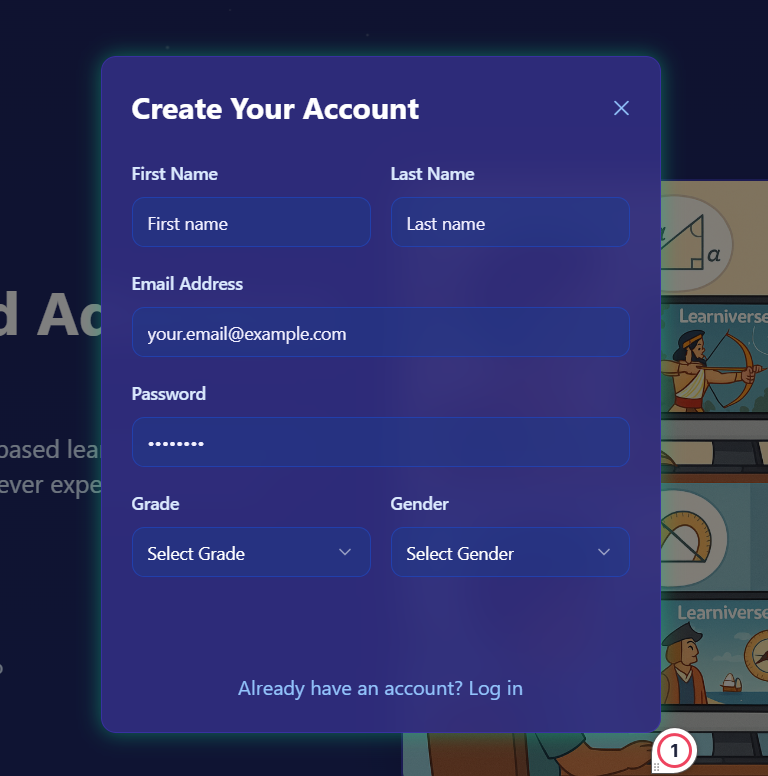 Create Your Account
First Name
Last Name
First name
Last name
Email Address
your.email@example.com
Password
••••••••
Grade
Gender
Select Grade
Select Gender
Already have an account? Log in
d Ac
based lear
ever expe
a
Learniverse
Learniverse
1